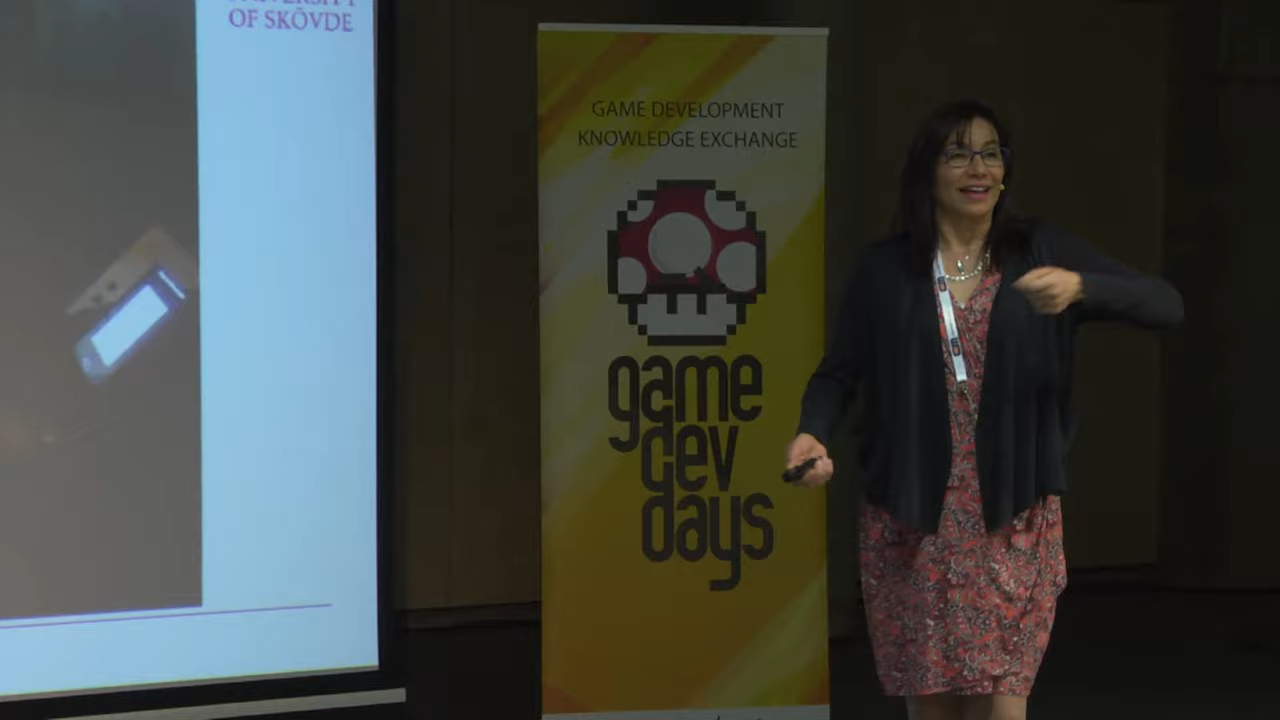 OF SKÖVDE
GAME DEVELOPMENT
KNOWLEDGE EXCHANGE
game
dev
days